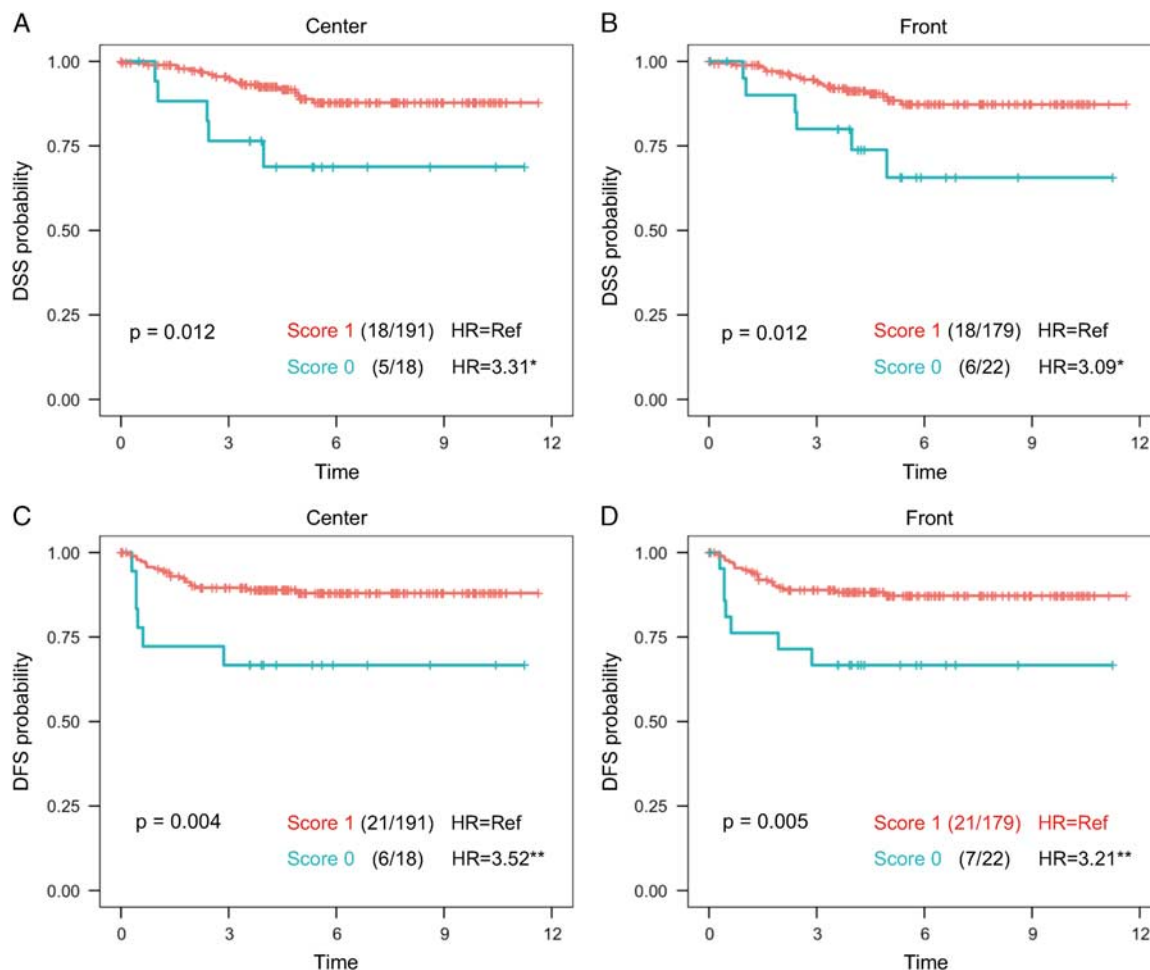 A
Center
DSS probability
1.00
0.75
0.50
0.25
0.00
p = 0.012
Score 1 (18/191) HR=Ref
Score 0 (5/18) HR=3.31*
0 3 6 9 12
Time
B
Front
DSS probability
1.00
0.75
0.50
0.25
0.00
p = 0.012
Score 1 (18/179) HR=Ref
Score 0 (6/22) HR=3.09*
0 3 6 9 12
Time
C
Center
DFS probability
1.00
0.75
0.50
0.25
0.00
p = 0.004
Score 1 (21/191) HR=Ref
Score 0 (6/18) HR=3.52**
0 3 6 9 12
Time
D
Front
DFS probability
1.00
0.75
0.50
0.25
0.00
p = 0.005
Score 1 (21/179) HR=Ref
Score 0 (7/22) HR=3.21**
0 3 6 9 12
Time